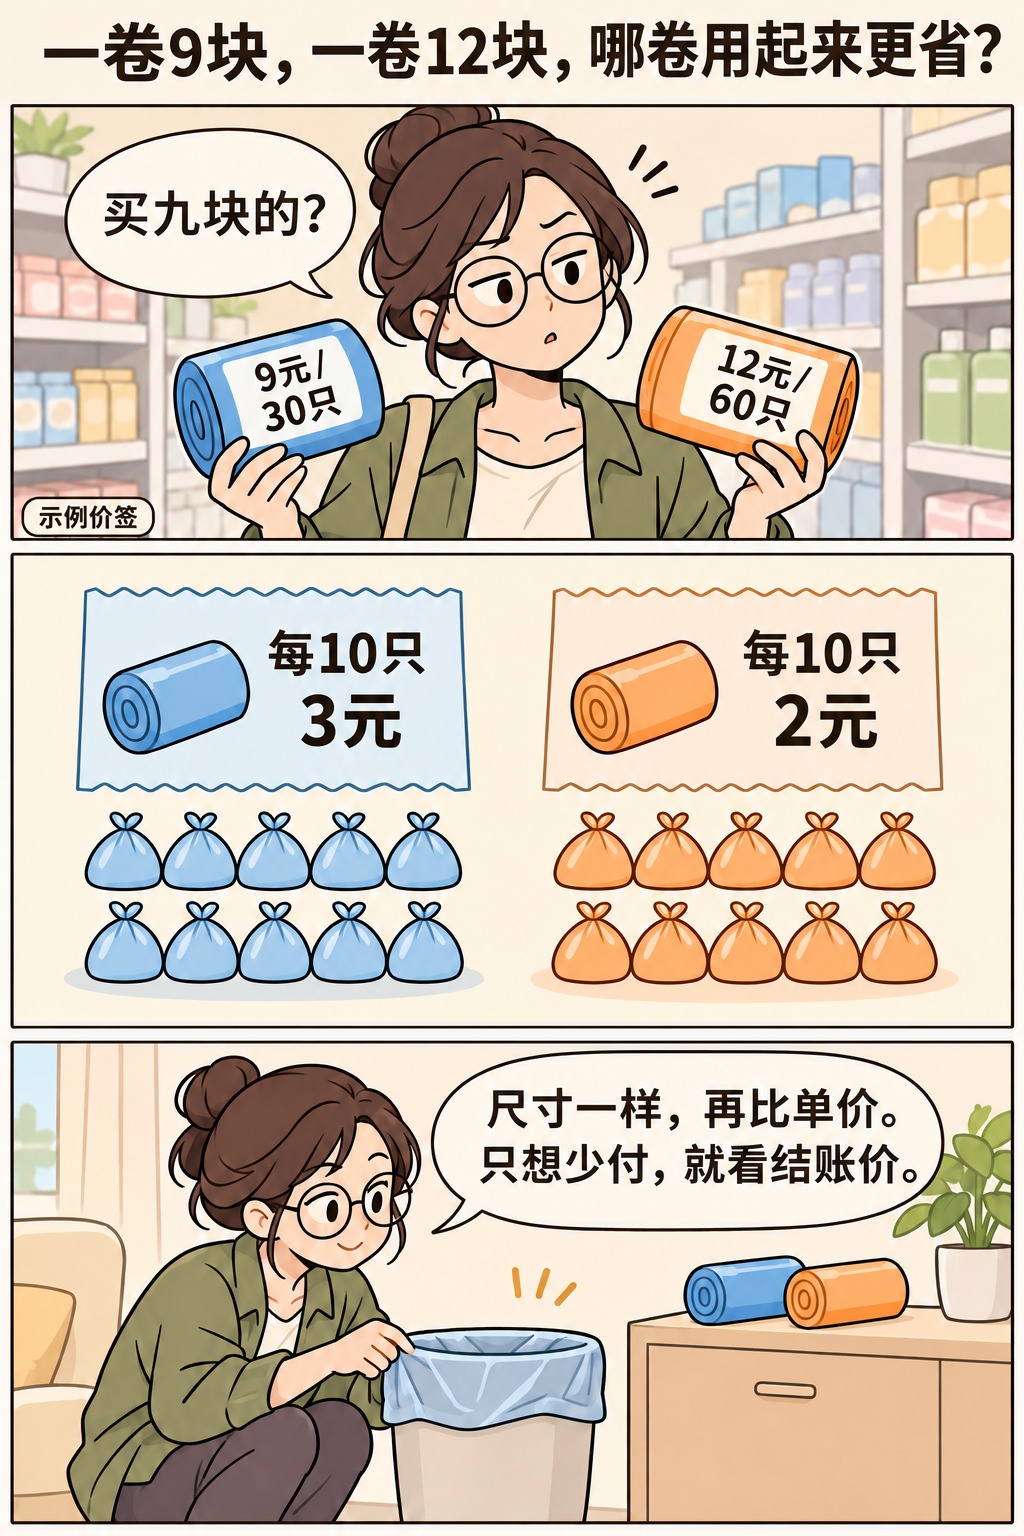 一卷9块，一卷12块，哪卷用起来更省？
买九块的？
9元/
30只
12元/
60只
示例价签
每10只
3元
每10只
2元
尺寸一样，再比单价。
只想少付，就看结账价。